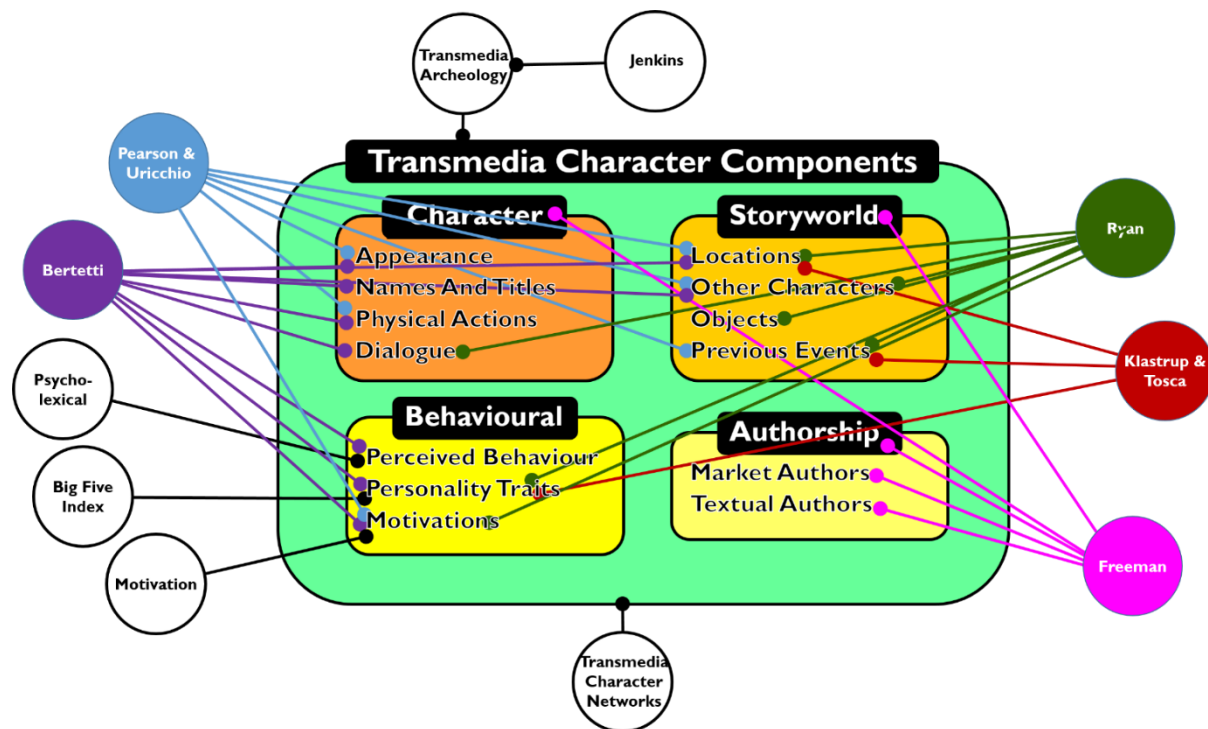 Transmedia
Archeology
Jenkins
Pearson &
Uricchio
Transmedia Character Components
Character
Storyworld
Ryan
Bertetti
Appearance
Names And Titles
Physical Actions
Dialogue
Locations
Other Characters
Objects
Previous Events
Klastrup &
Tosca
Psycho-
lexical
Behavioural
Authorship
Perceived Behaviour
Personality Traits
Motivations
Market Authors
Textual Authors
Big Five
Index
Motivation
Freeman
Transmedia
Character
Networks